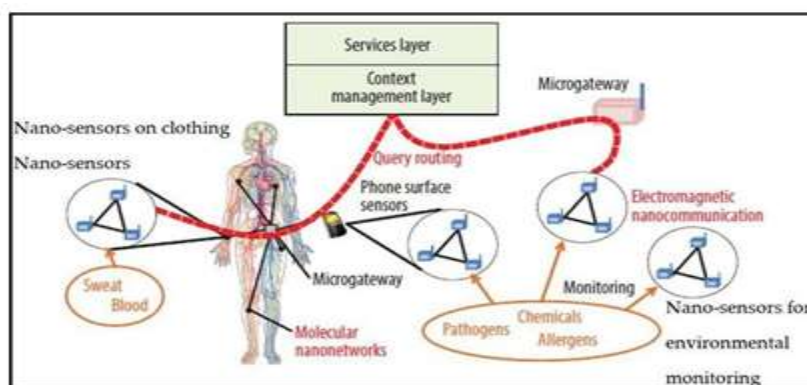 Services layer
Context
management layer
Microgateway
Nano-sensors on clothing
Nano-sensors
Query routing
Phone surface
sensors
Electromagnetic
nanocommunication
Microgateway
Monitoring
Sweat
Blood
Molecular
nanonetworks
Pathogens
Chemicals
Allergens
Nano-sensors for
environmental
monitoring